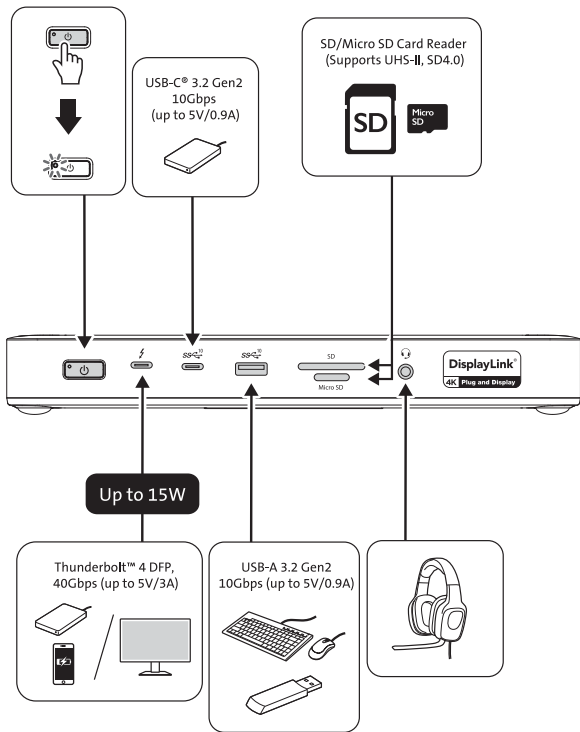 USB-C® 3.2 Gen2
10Gbps
(up to 5V/0.9A)
SD/Micro SD Card Reader
(Supports UHS-II, SD4.0)
SD
Micro
SD
10
10
SD
Micro SD
DisplayLink®
4K Plug and Display
Up to 15W
Thunderbolt™ 4 DFP,
40Gbps (up to 5V/3A)
USB-A 3.2 Gen2
10Gbps (up to 5V/0.9A)